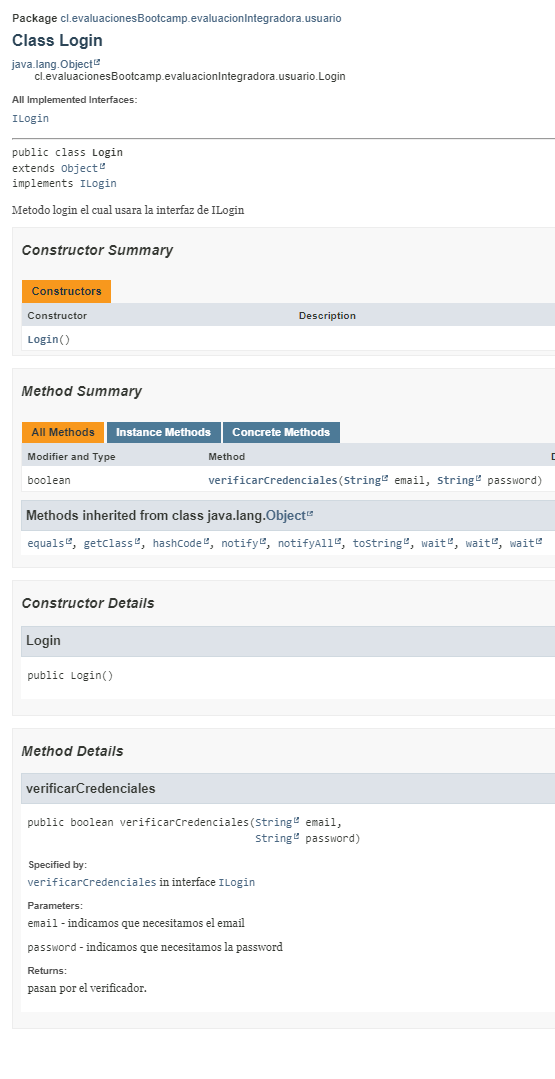 Package cl.evaluacionesBootcamp.evaluacionIntegradora.usuario
Class Login
java.lang.Object
cl.evaluacionesBootcamp.evaluacionIntegradora.usuario.Login
All Implemented Interfaces:
ILogin
public class Login
extends Object
implements ILogin
Metodo login el cual usara la interfaz de ILogin
Constructor Summary
Constructors
Constructor Description
Login()
Method Summary
All Methods Instance Methods Concrete Methods
Modifier and Type Method
boolean verificarCredenciales(String email, String password)
Methods inherited from class java.lang.Object
equals, getClass, hashCode, notify, notifyAll, toString, wait, wait, wait
Constructor Details
Login
public Login()
Method Details
verificarCredenciales
public boolean verificarCredenciales(String email,
String password)
Specified by:
verificarCredenciales in interface ILogin
Parameters:
email - indicamos que necesitamos el email
password - indicamos que necesitamos la password
Returns:
pasan por el verificador.